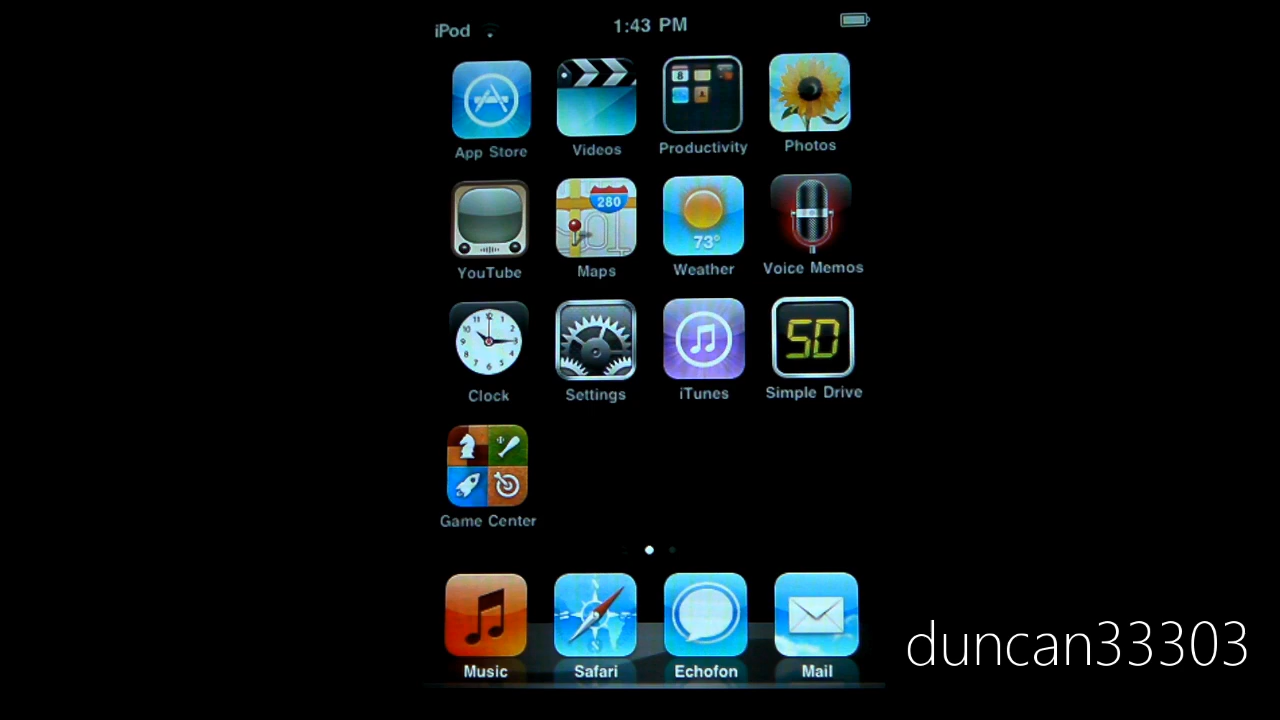 iPod 1:43 PM
App Store Videos Productivity Photos
8
YouTube Maps Weather Voice Memos
280
73°
Clock Settings iTunes Simple Drive
SD
Game Center
Music Safari Echofon Mail
duncan33303